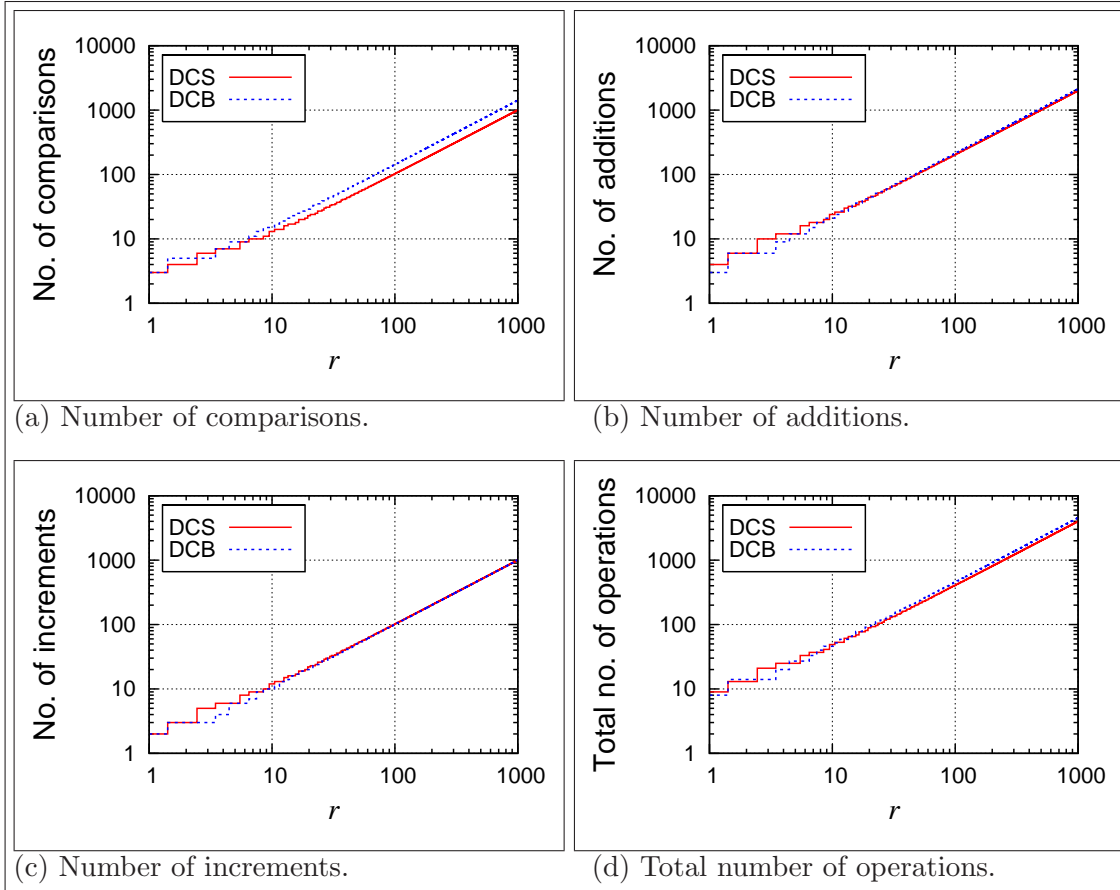 No. of comparisons
10000
1000
100
10
1
DCS
DCB
1 10 100 1000
r
(a) Number of comparisons.
No. of additions
10000
1000
100
10
1
DCS
DCB
1 10 100 1000
r
(b) Number of additions.
No. of increments
10000
1000
100
10
1
DCS
DCB
1 10 100 1000
r
(c) Number of increments.
Total no. of operations
10000
1000
100
10
1
DCS
DCB
1 10 100 1000
r
(d) Total number of operations.